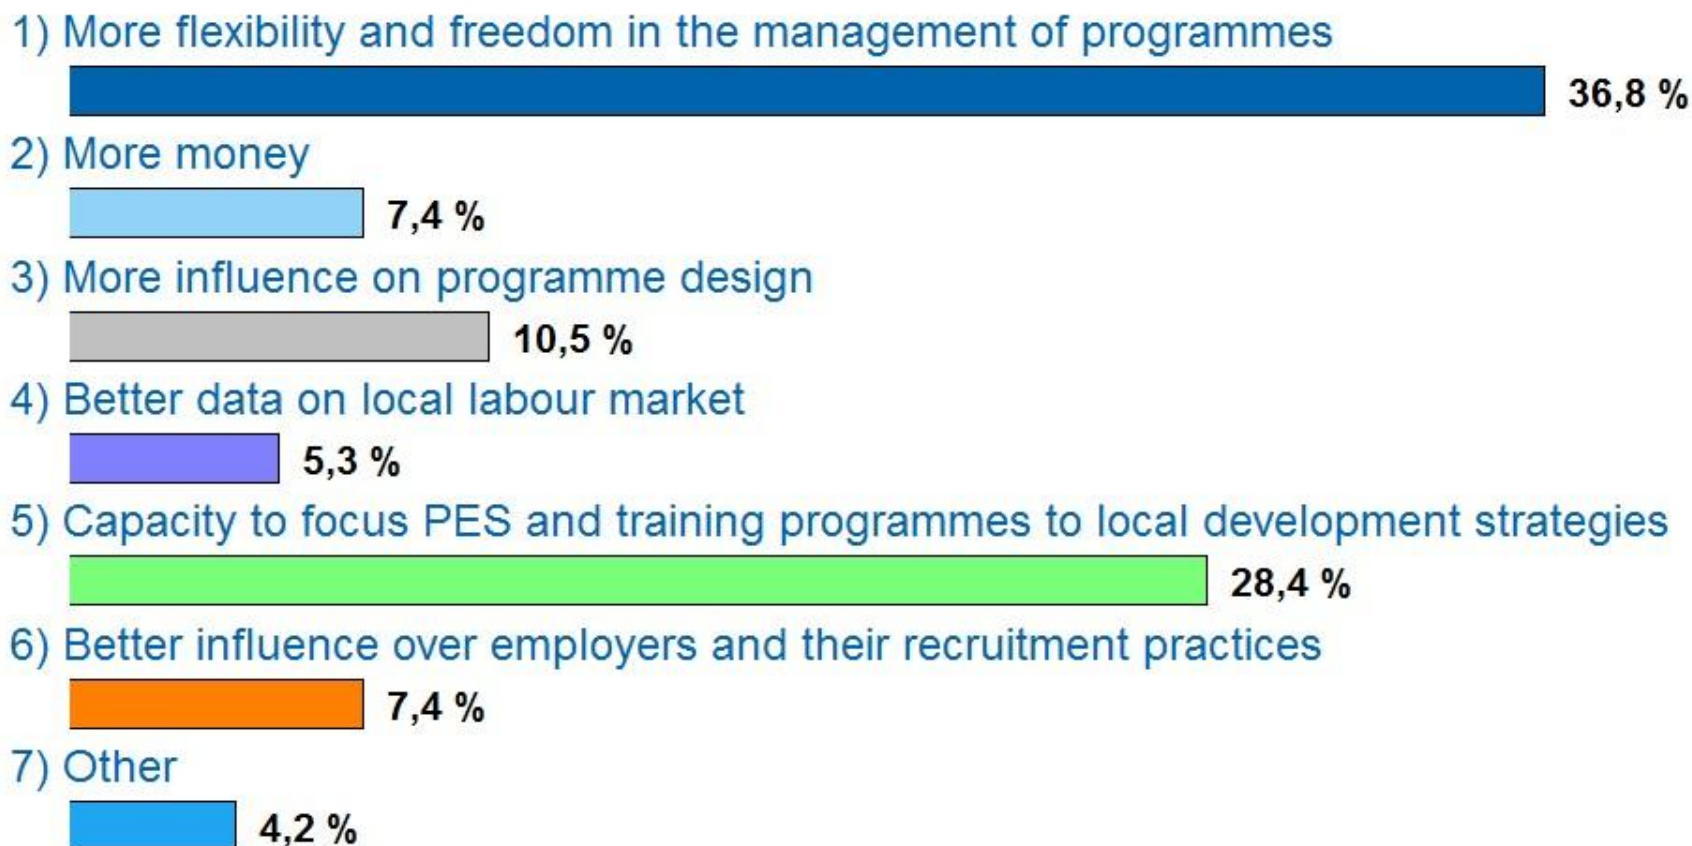 1) More flexibility and freedom in the management of programmes
36,8 %
2) More money
7,4 %
3) More influence on programme design
10,5 %
4) Better data on local labour market
5,3 %
5) Capacity to focus PES and training programmes to local development strategies
28,4 %
6) Better influence over employers and their recruitment practices
7,4 %
7) Other
4,2 %